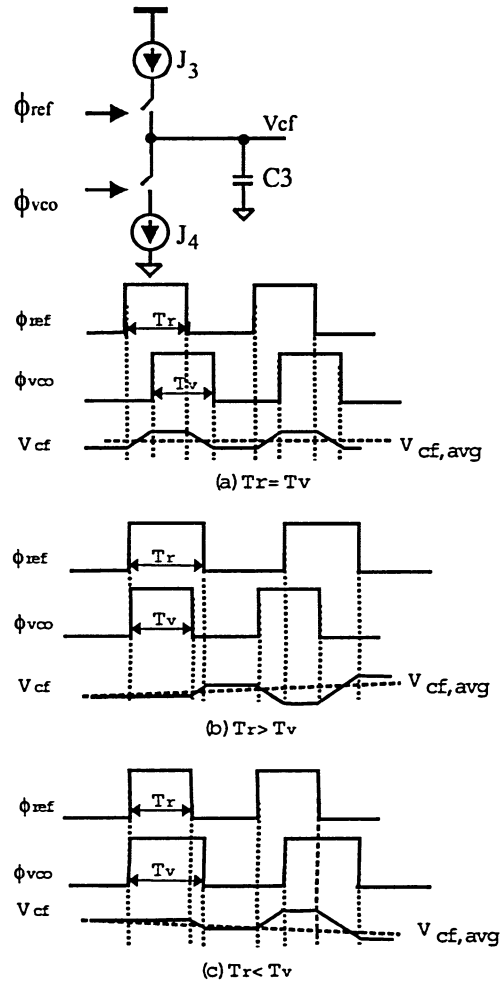 J3
ϕref
Vcf
C3
ϕvco
J4
ϕref
Tr
ϕvco
Tv
Vcf
Vcf,avg
(a) Tr= Tv
ϕref
Tr
ϕvco
Tv
Vcf
Vcf,avg
(b) Tr> Tv
ϕref
Tr
ϕvco
Tv
Vcf
Vcf,avg
(c) Tr< Tv